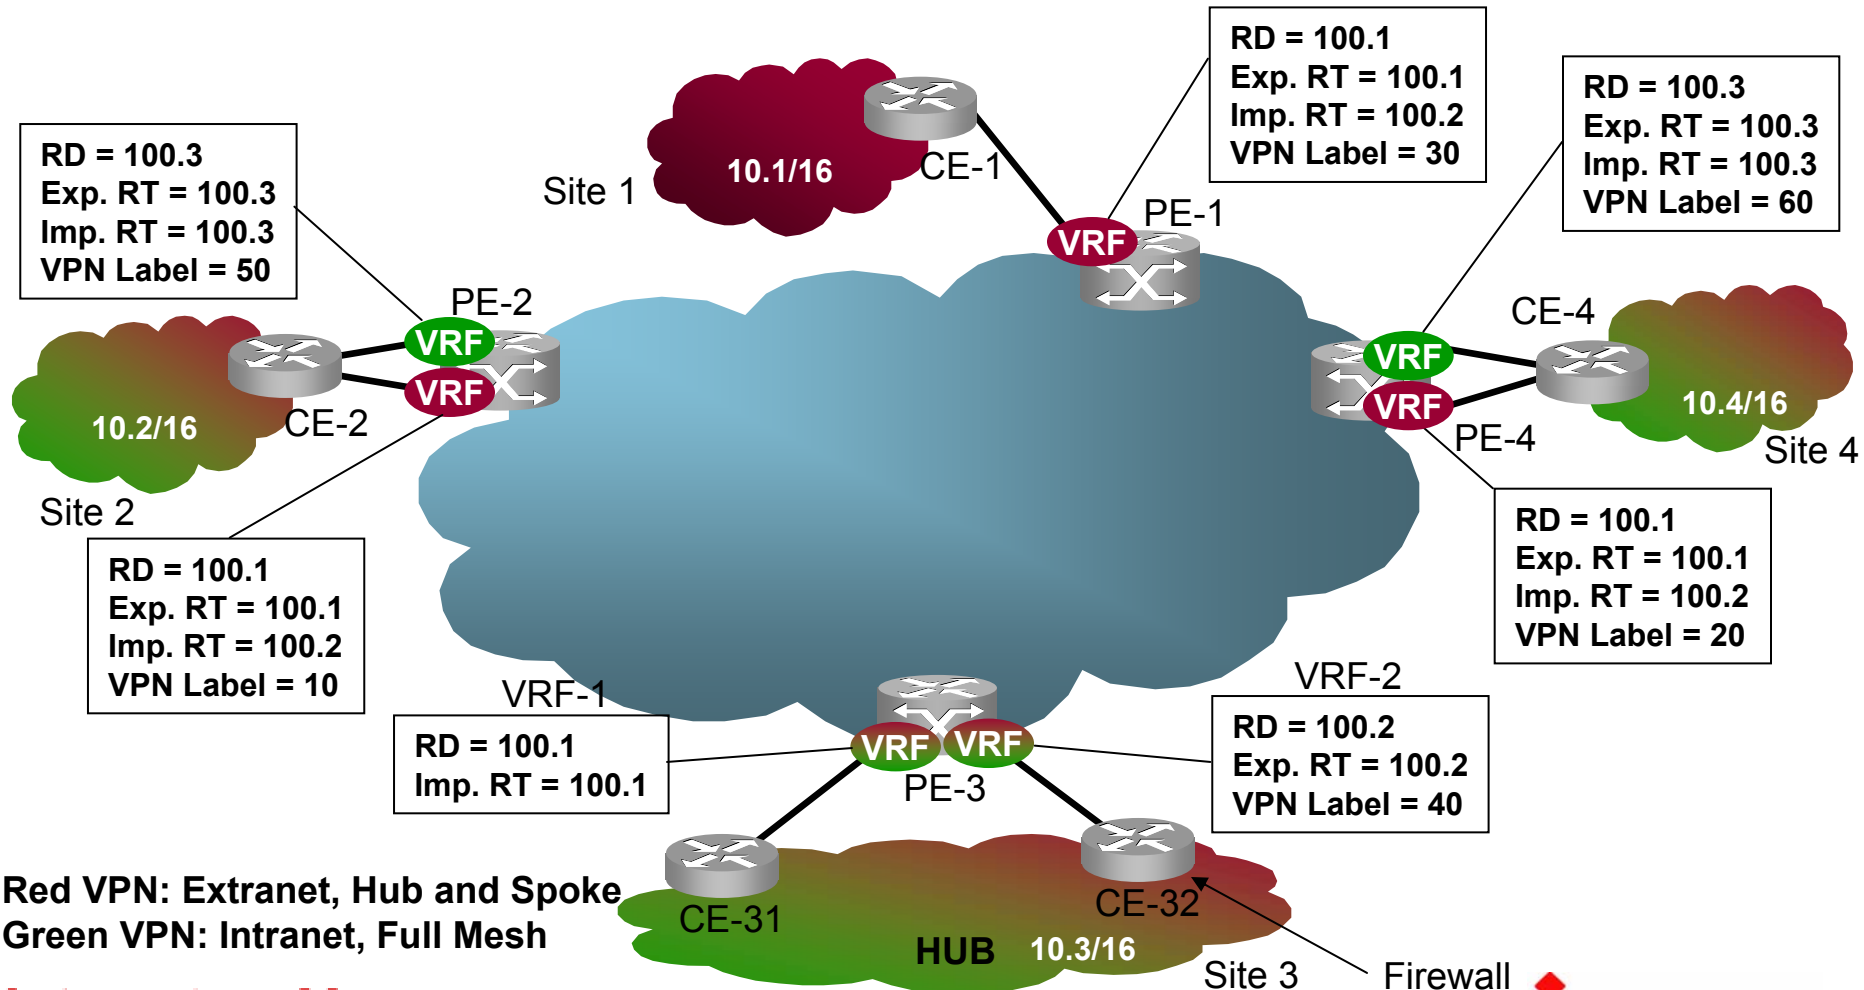 RD = 100.1
Exp. RT = 100.1
Imp. RT = 100.2
VPN Label = 30
RD = 100.3
Exp. RT = 100.3
Imp. RT = 100.3
VPN Label = 60
RD = 100.3
Exp. RT = 100.3
Imp. RT = 100.3
VPN Label = 50
Site 1
10.1/16
CE-1
VRF
PE-1
PE-2
VRF
VRF
CE-2
10.2/16
Site 2
CE-4
VRF
VRF
PE-4
10.4/16
Site 4
RD = 100.1
Exp. RT = 100.1
Imp. RT = 100.2
VPN Label = 10
RD = 100.1
Exp. RT = 100.1
Imp. RT = 100.2
VPN Label = 20
VRF-1
RD = 100.1
Imp. RT = 100.1
VRF
VRF
PE-3
VRF-2
RD = 100.2
Exp. RT = 100.2
VPN Label = 40
Red VPN: Extranet, Hub and Spoke
Green VPN: Intranet, Full Mesh
CE-31
CE-32
HUB
10.3/16
Site 3
Firewall